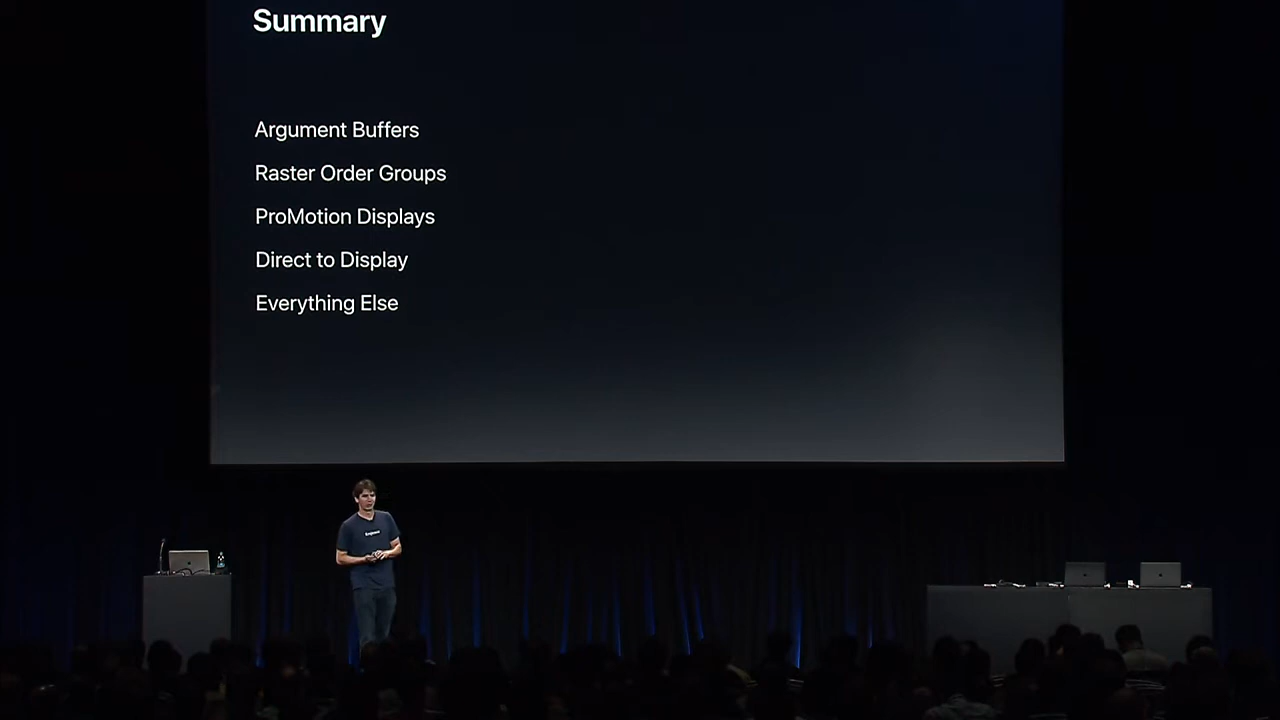 Summary
Argument Buffers
Raster Order Groups
ProMotion Displays
Direct to Display
Everything Else